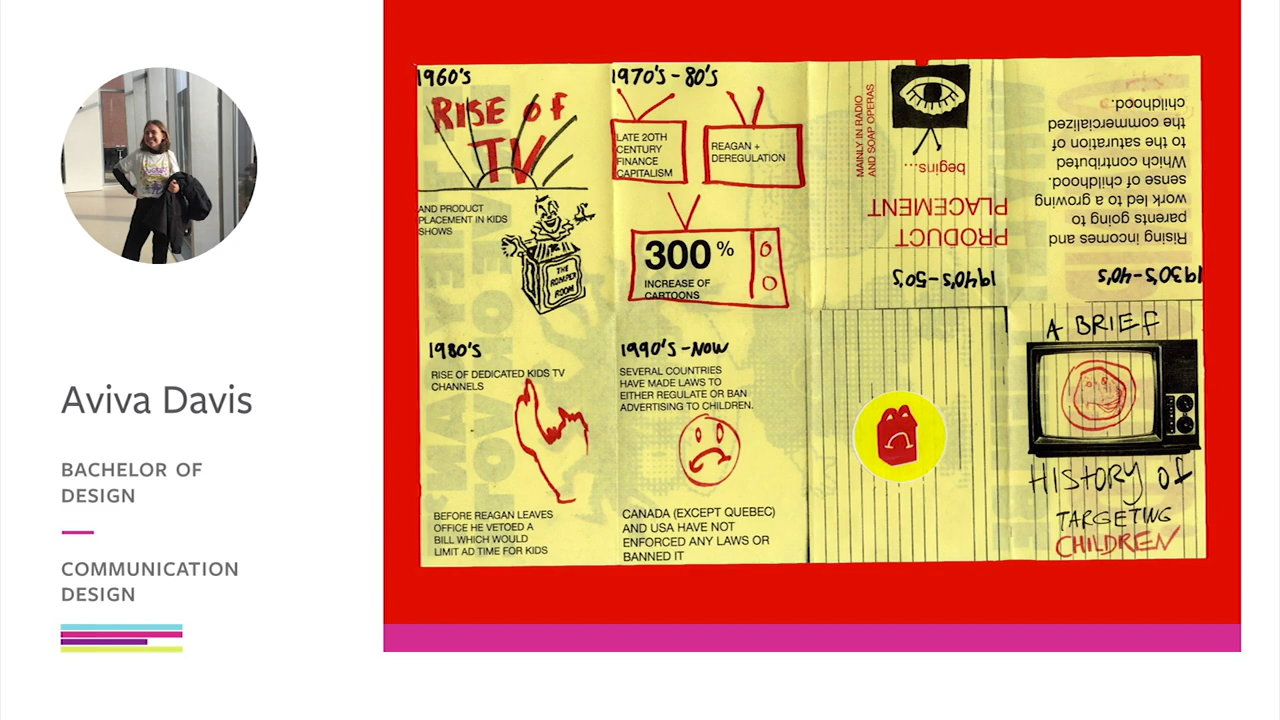 Aviva Davis
BACHELOR OF
DESIGN
COMMUNICATION
DESIGN
1960'S
RISE OF
TV
AND PRODUCT
PLACEMENT IN KIDS
SHOWS
THE
ROMPER
ROOM
1970'S-80'S
LATE 20TH
CENTURY
FINANCE
CAPITALISM
REAGAN +
DEREGULATION
300%
INCREASE OF
CARTOONS
1940'S-50'S
PRODUCT
PLACEMENT
begins...
MAINLY IN RADIO
AND SOAP OPERAS
1930'S-40'S
Rising incomes and
parents going to
work led to a growing
sense of childhood.
Which contributed
to the saturation of
the commercialized
childhood.
1980'S
RISE OF DEDICATED KIDS TV
CHANNELS
BEFORE REAGAN LEAVES
OFFICE HE VETOED A
BILL WHICH WOULD
LIMIT AD TIME FOR KIDS
1990'S-NOW
SEVERAL COUNTRIES
HAVE MADE LAWS TO
EITHER REGULATE OR BAN
ADVERTISING TO CHILDREN.
CANADA (EXCEPT QUEBEC)
AND USA HAVE NOT
ENFORCED ANY LAWS OR
BANNED IT
A BRIEF
HISTORY OF
TARGETING
CHILDREN